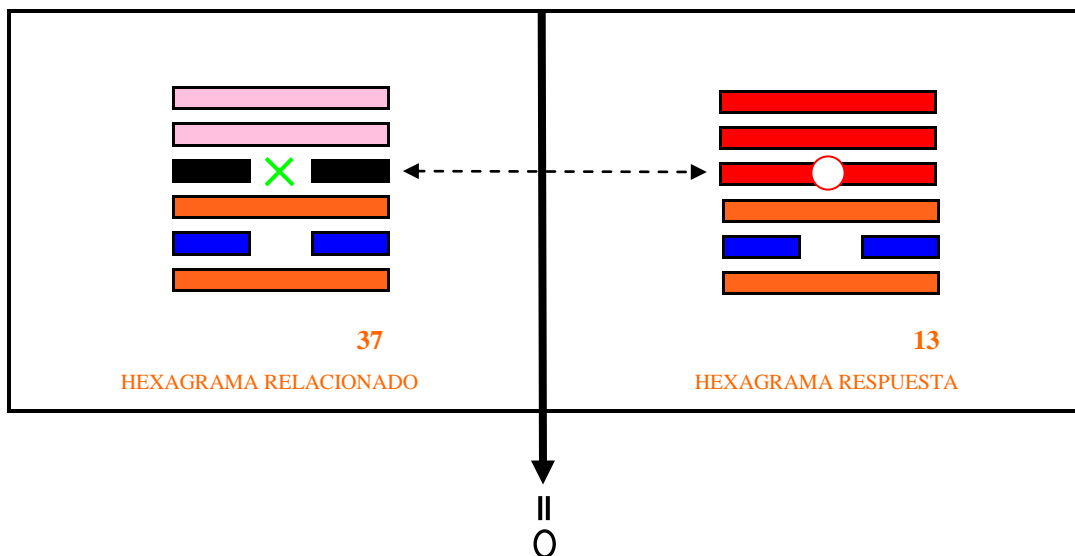 37
HEXAGRAMA RELACIONADO
13
HEXAGRAMA RESPUESTA
=
O